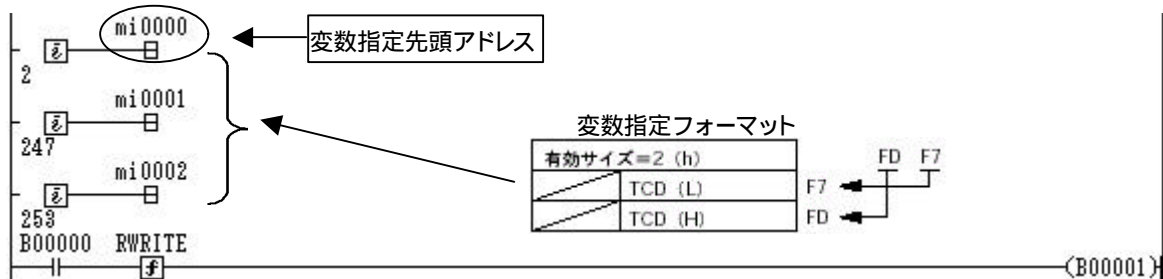 mi0000
変数指定先頭アドレス
i
2
mi0001
i
247
変数指定フォーマット
mi0002
有効サイズ=2 (h)
FD F7
i
TCD (L)
F7
253
TCD (H)
FD
B00000 RWRITE
f
(B00001)